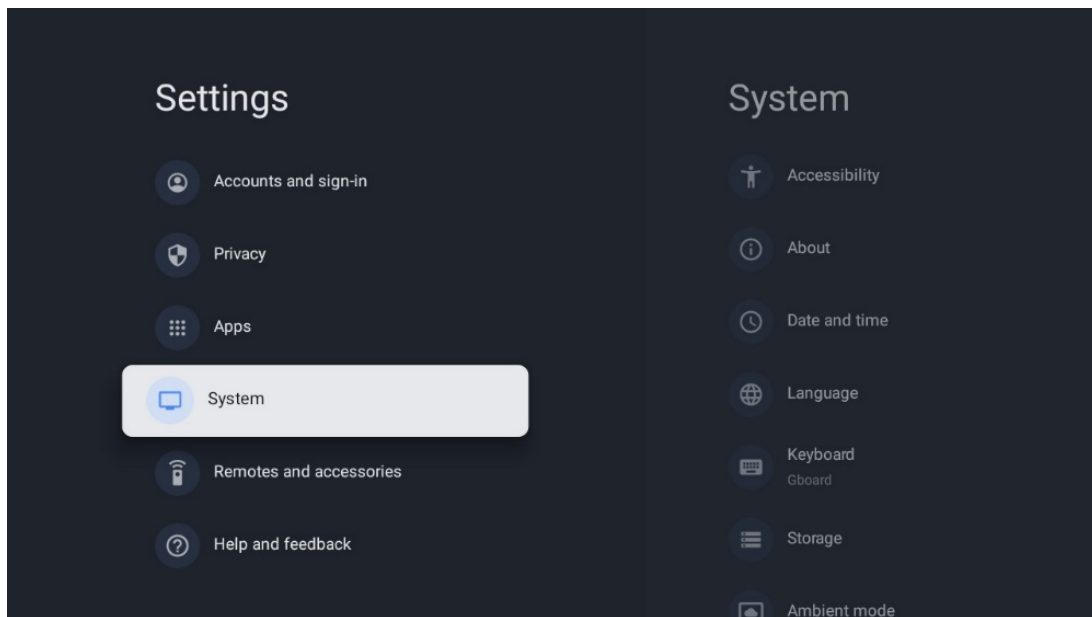 Settings
Accounts and sign-in
Privacy
Apps
System
Remotes and accessories
Help and feedback
System
Accessibility
About
Date and time
Language
Keyboard
Gboard
Storage
Ambient mode